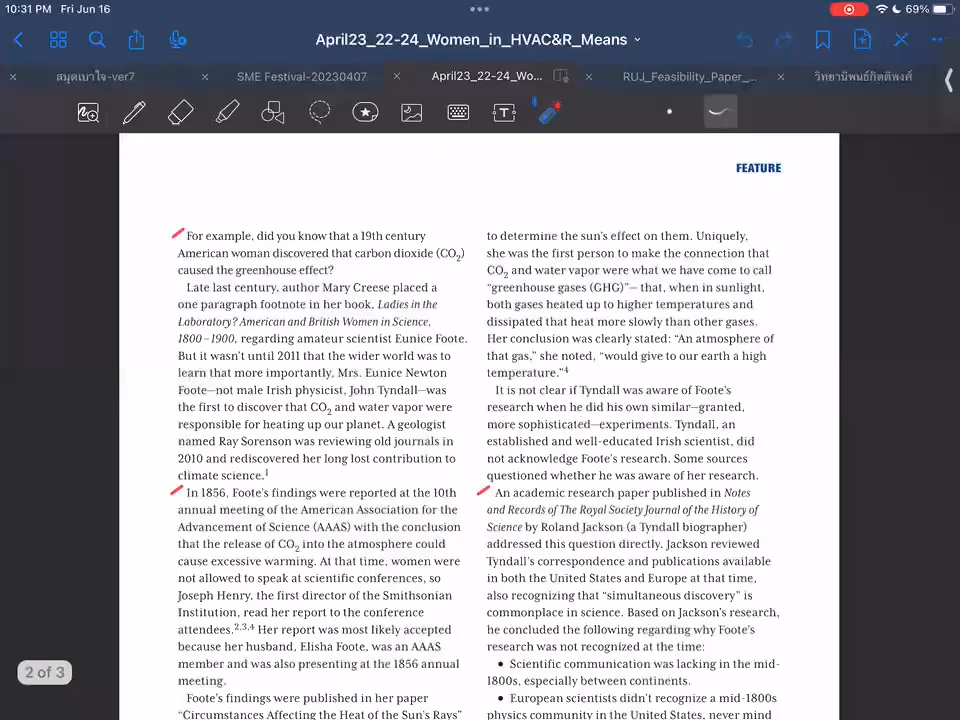 10:31 PM Fri Jun 16
69%
April23_22-24_Women_in_HVAC&R_Means
สมุดเบาใจ-ver7
SME Festival-20230407
April23_22-24_Wo...
RUJ_Feasibility_Paper_...
วิทยานิพนธ์กิตติพงศ์
FEATURE
For example, did you know that a 19th century
American woman discovered that carbon dioxide (CO2)
caused the greenhouse effect?
Late last century, author Mary Creese placed a
one paragraph footnote in her book, Ladies in the
Laboratory? American and British Women in Science,
1800–1900, regarding amateur scientist Eunice Foote.
But it wasn't until 2011 that the wider world was to
learn that more importantly, Mrs. Eunice Newton
Foote—not male Irish physicist, John Tyndall—was
the first to discover that CO2 and water vapor were
responsible for heating up our planet. A geologist
named Ray Sorenson was reviewing old journals in
2010 and rediscovered her long lost contribution to
climate science.1
In 1856, Foote's findings were reported at the 10th
annual meeting of the American Association for the
Advancement of Science (AAAS) with the conclusion
that the release of CO2 into the atmosphere could
cause excessive warming. At that time, women were
not allowed to speak at scientific conferences, so
Joseph Henry, the first director of the Smithsonian
Institution, read her report to the conference
attendees.2,3,4 Her report was most likely accepted
because her husband, Elisha Foote, was an AAAS
member and was also presenting at the 1856 annual
meeting.
Foote's findings were published in her paper
"Circumstances Affecting the Heat of the Sun's Rays"
to determine the sun's effect on them. Uniquely,
she was the first person to make the connection that
CO2 and water vapor were what we have come to call
"greenhouse gases (GHG)"— that, when in sunlight,
both gases heated up to higher temperatures and
dissipated that heat more slowly than other gases.
Her conclusion was clearly stated: "An atmosphere of
that gas," she noted, "would give to our earth a high
temperature."4
It is not clear if Tyndall was aware of Foote's
research when he did his own similar—granted,
more sophisticated—experiments. Tyndall, an
established and well-educated Irish scientist, did
not acknowledge Foote's research. Some sources
questioned whether he was aware of her research.
An academic research paper published in Notes
and Records of The Royal Society Journal of the History of
Science by Roland Jackson (a Tyndall biographer)
addressed this question directly. Jackson reviewed
Tyndall's correspondence and publications available
in both the United States and Europe at that time,
also recognizing that "simultaneous discovery" is
commonplace in science. Based on Jackson's research,
he concluded the following regarding why Foote's
research was not recognized at the time:
• Scientific communication was lacking in the mid-
1800s, especially between continents.
• European scientists didn't recognize a mid-1800s
physics community in the United States, never mind
2 of 3